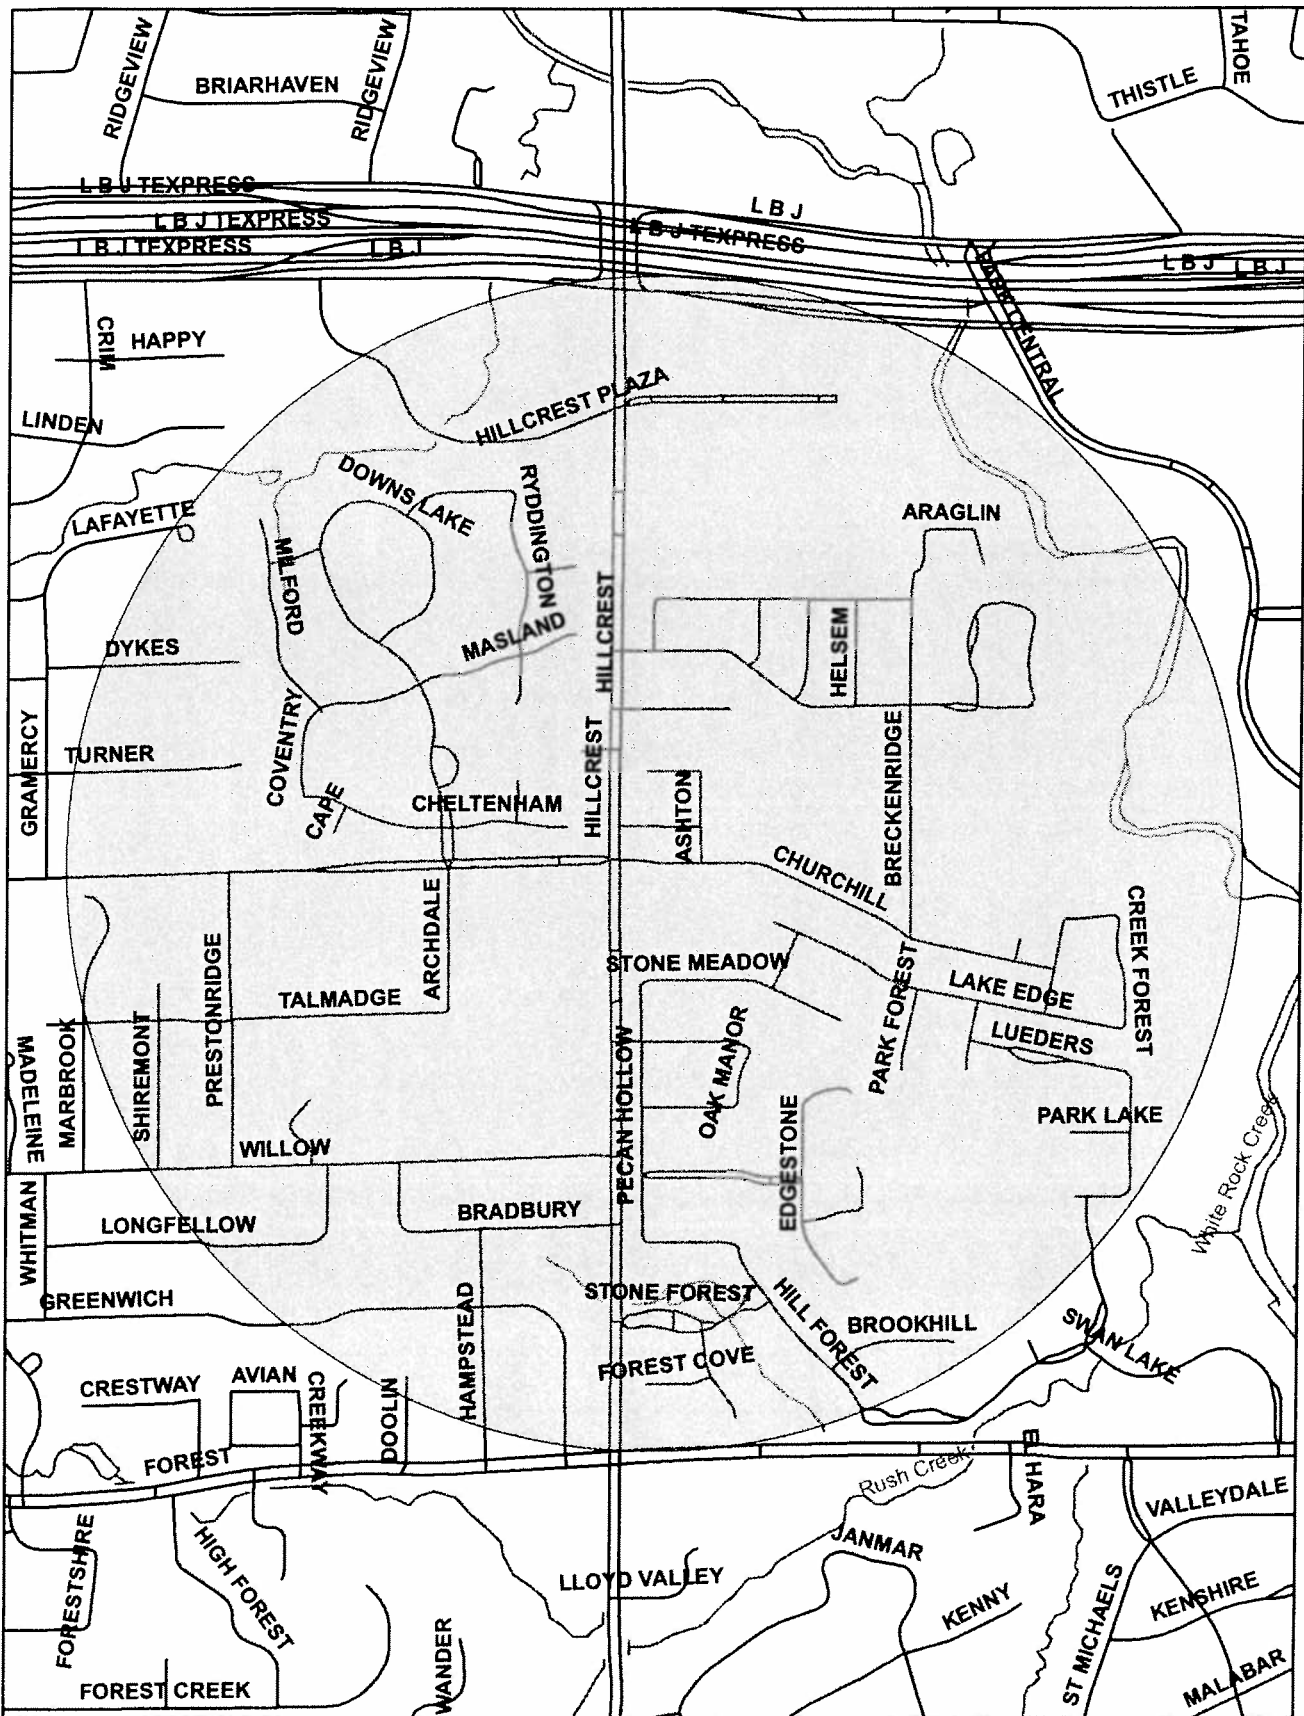 RIDGEVIEW
BRIARHAVEN
RIDGEVIEW
THISTLE
TAHOE
L B J TEXPRESS
L B J TEXPRESS
L B J TEXPRESS
L B J
L B J
L B J TEXPRESS
L B J
L B J
PARK CENTRAL
CRIM
HAPPY
LINDEN
HILLCREST PLAZA
DOWNS LAKE
RYDDINGTON
LAFAYETTE
ARAGLIN
MILFORD
HILLCREST
MASLAND
HELSEM
DYKES
GRAMERCY
TURNER
COVENTRY
CAPE
CHELTENHAM
HILLCREST
ASHTON
BRECKENRIDGE
CHURCHILL
ARCHDALE
PRESTONRIDGE
STONE MEADOW
CREEK FOREST
LAKE EDGE
TALMADGE
PARK FOREST
LUEDERS
MADELEINE
MARBROOK
SHIREMONT
PECAN HOLLOW
OAK MANOR
EDGESTONE
PARK LAKE
WILLOW
WHITMAN
LONGFELLOW
BRADBURY
White Rock Creek
GREENWICH
HAMPSTEAD
STONE FOREST
HILL FOREST
BROOKHILL
SWAN LAKE
FOREST COVE
CRESTWAY
AVIAN
CREEKWAY
DOOLIN
FOREST
Rush Creek
EL HARA
VALLEYDALE
FORESTSHIRE
HIGH FOREST
LLOYD VALLEY
JANMAR
KENNY
ST MICHAELS
KENSHIRE
WANDER
FOREST CREEK
MALABAR